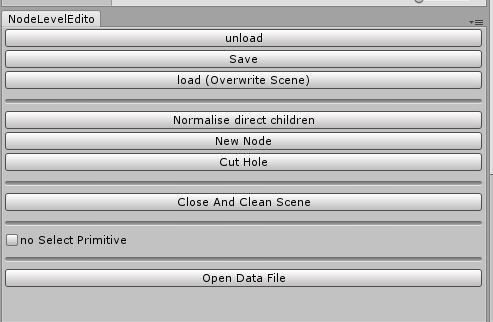 NodeLevelEdito
unload
Save
load (Overwrite Scene)
Normalise direct children
New Node
Cut Hole
Close And Clean Scene
no Select Primitive
Open Data File